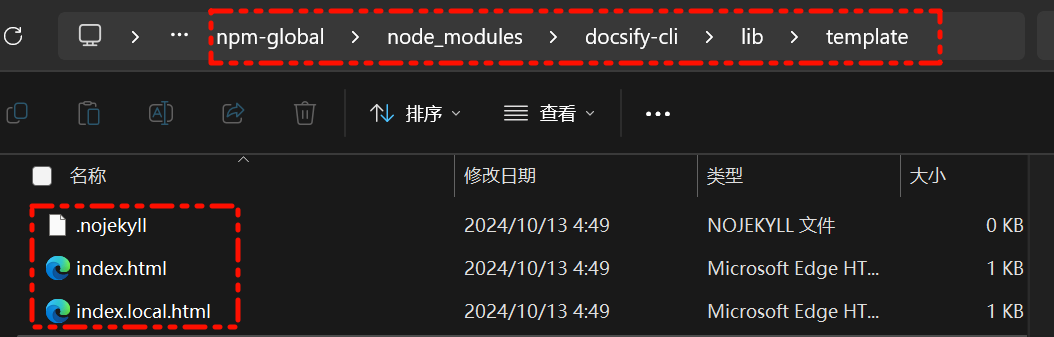 ··· npm-global > node_modules > docsify-cli > lib > template
排序 查看 ···
名称 修改日期 类型 大小
.nojekyll 2024/10/13 4:49 NOJEKYLL 文件 0 KB
index.html 2024/10/13 4:49 Microsoft Edge HT... 1 KB
index.local.html 2024/10/13 4:49 Microsoft Edge HT... 1 KB